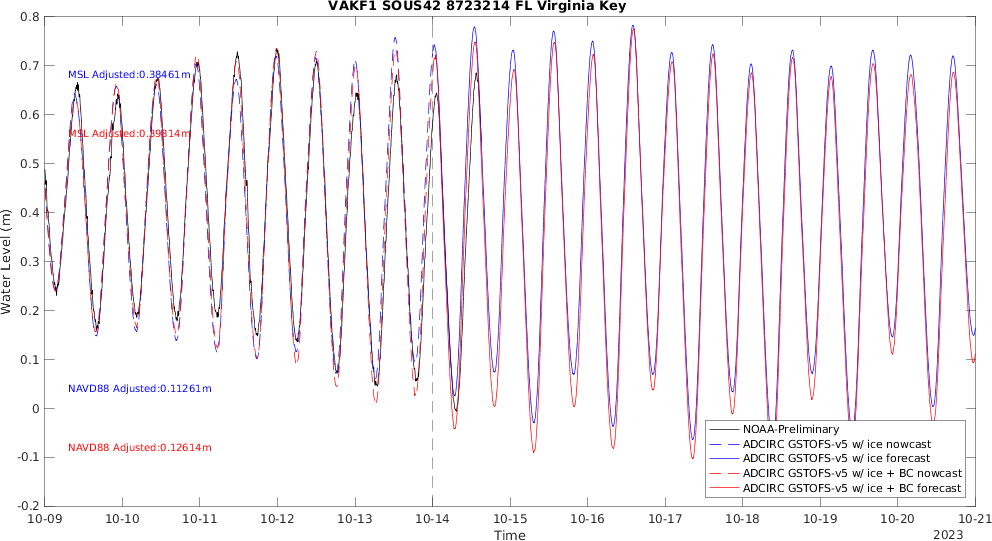 VAKF1 SOUS42 8723214 FL Virginia Key
0.8
0.7
0.6
0.5
0.4
0.3
0.2
0.1
0
-0.1
-0.2
Water Level (m)
MSL Adjusted:0.38461m
MSL Adjusted:0.39814m
NAVD88 Adjusted:0.11261m
NAVD88 Adjusted:0.12614m
NOAA-Preliminary
ADCIRC GSTOFS-v5 w/ ice nowcast
ADCIRC GSTOFS-v5 w/ ice forecast
ADCIRC GSTOFS-v5 w/ ice + BC nowcast
ADCIRC GSTOFS-v5 w/ ice + BC forecast
10-09 10-10 10-11 10-12 10-13 10-14 10-15 10-16 10-17 10-18 10-19 10-20 10-21
Time
2023